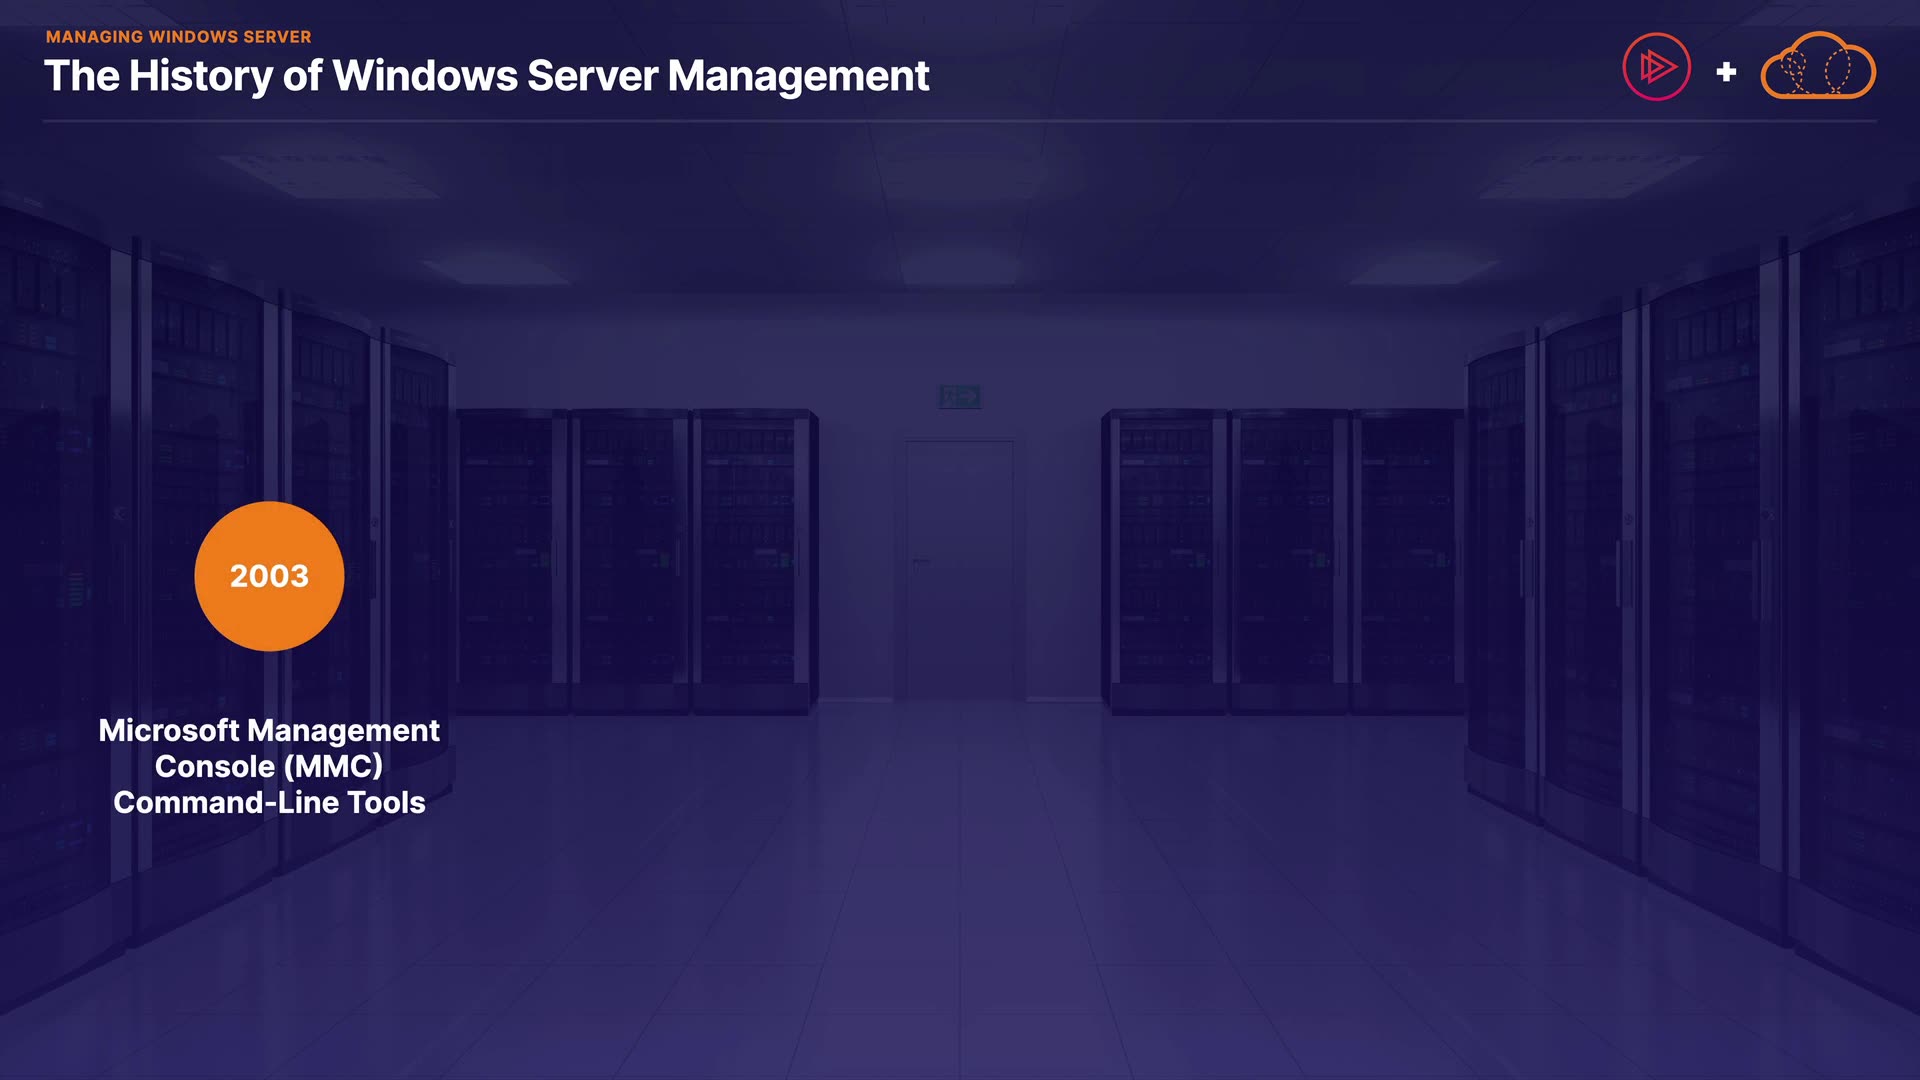 MANAGING WINDOWS SERVER
The History of Windows Server Management
+
2003
Microsoft Management
Console (MMC)
Command-Line Tools